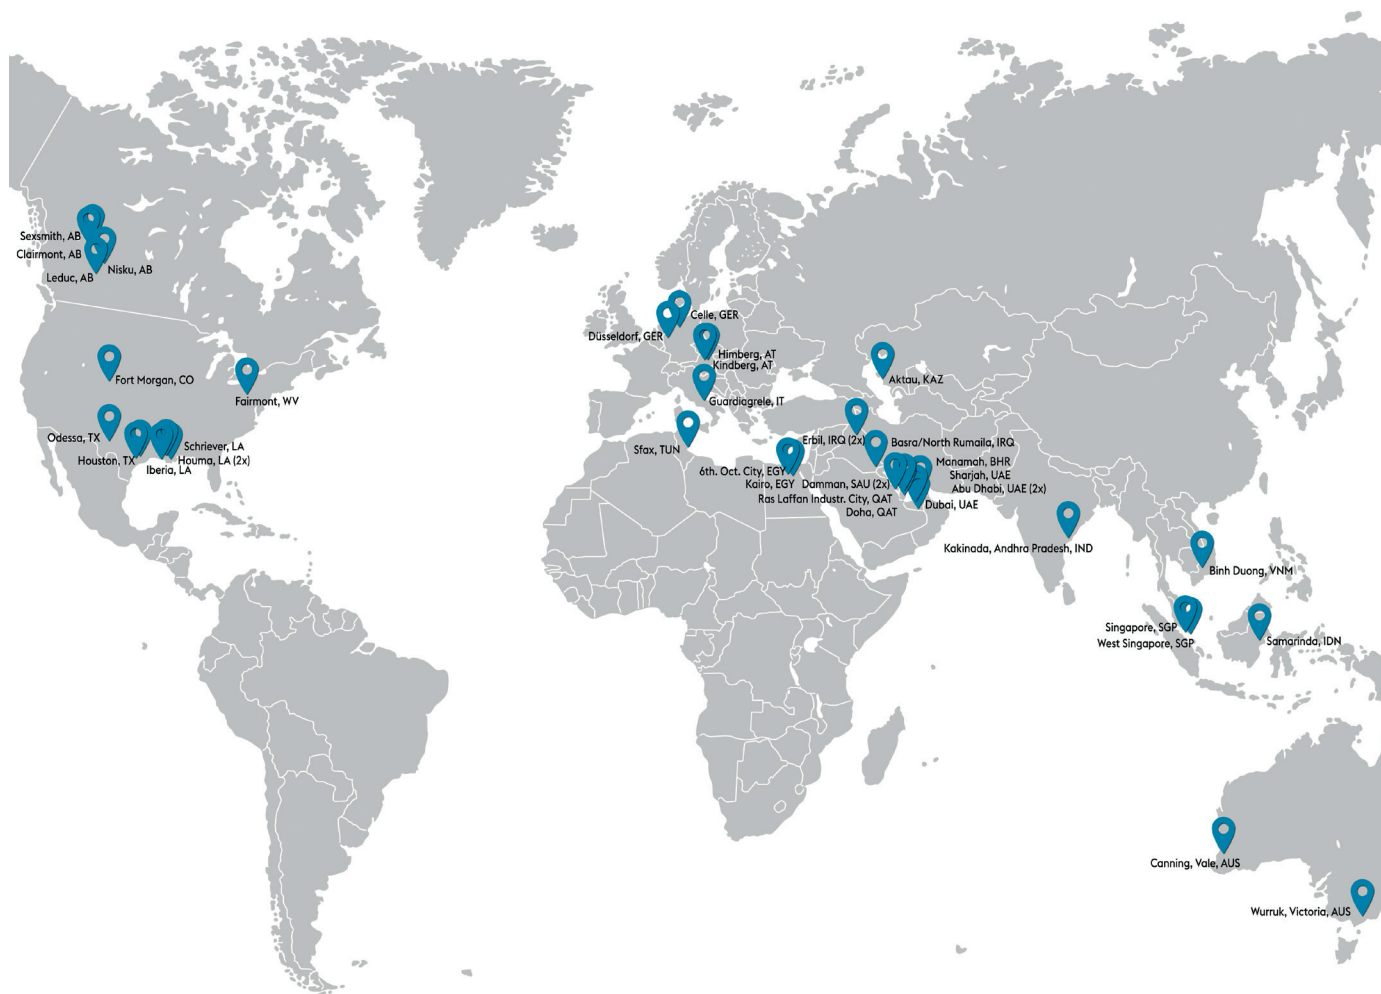 Sexsmith, AB
Clairmont, AB
Leduc, AB
Nisku, AB
Fort Morgan, CO
Fairmont, WV
Odessa, TX
Houston, TX
Schriever, LA
Houma, LA (2x)
Iberia, LA
Celle, GER
Düsseldorf, GER
Himberg, AT
Kindberg, AT
Guardiagrele, IT
Sfax, TUN
Aktau, KAZ
Erbil, IRQ (2x)
Basra/North Rumaila, IRQ
6th. Oct. City, EGY
Kairo, EGY
Damman, SAU (2x)
Ras Laffan Industr. City, QAT
Doha, QAT
Manamah, BHR
Sharjah, UAE
Abu Dhabi, UAE (2x)
Dubai, UAE
Kakinada, Andhra Pradesh, IND
Binh Duong, VNM
Singapore, SGP
West Singapore, SGP
Samarinda, IDN
Canning, Vale, AUS
Wurruk, Victoria, AUS